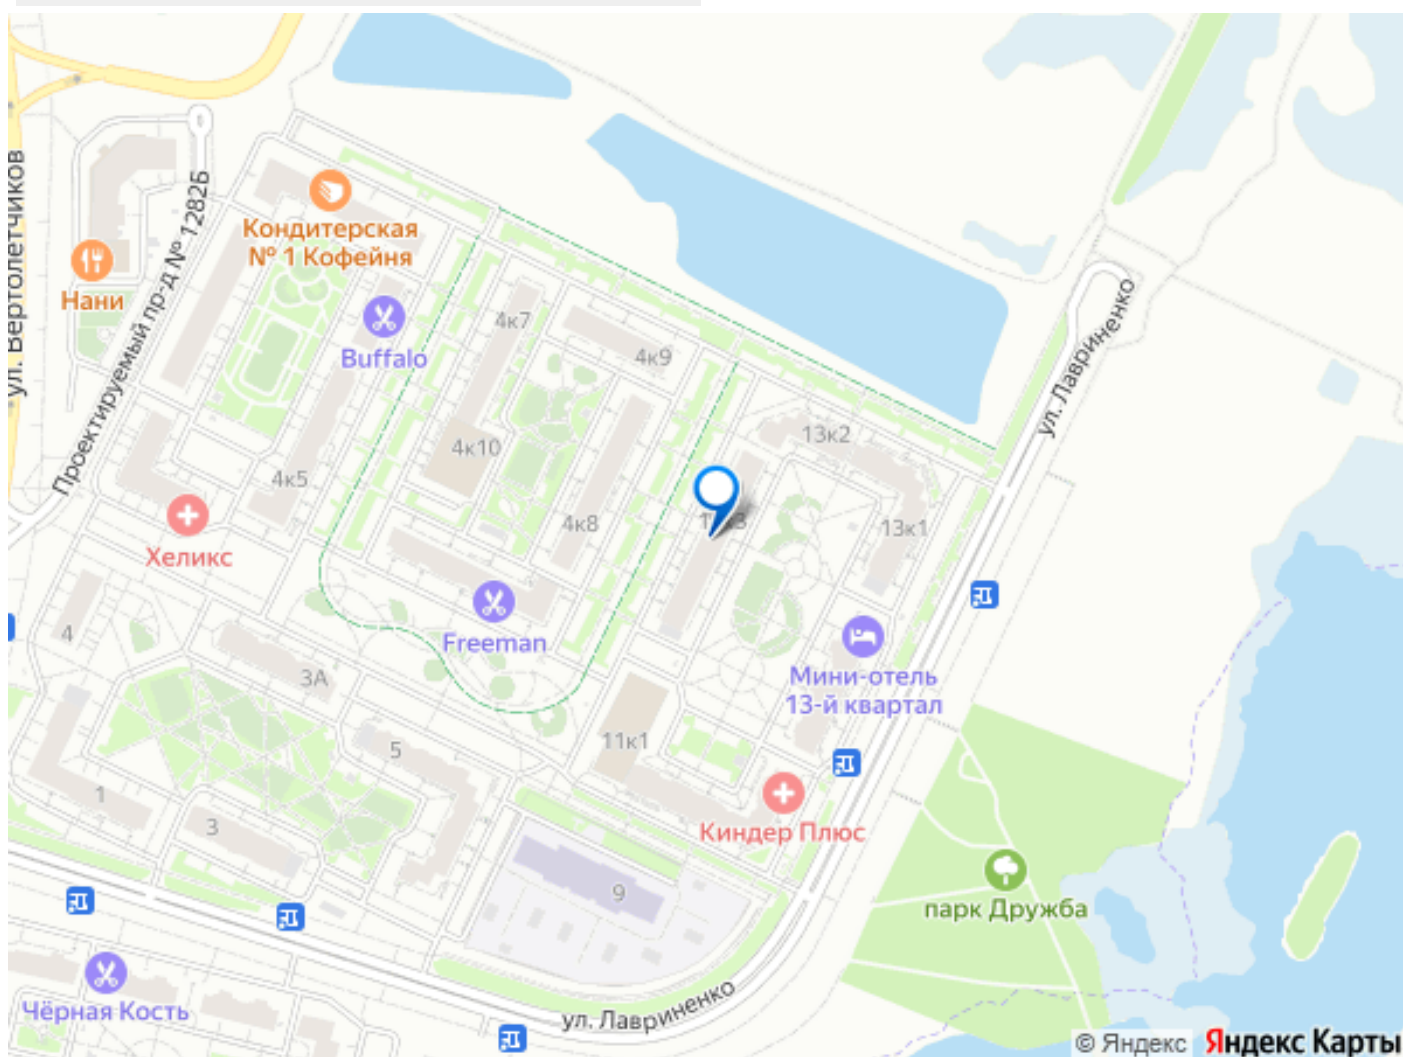 ул. Вертолетчиков
Проектируемый пр-д № 12826
Кондитерская
№ 1 Кофейня
Нани
Buffalo
4к7
4к9
4к10
4к5
4к8
13к2
13к1
ул. Лавриненко
Хеликс
Freeman
4
3А
Мини-отель
13-й квартал
11к1
5
1
3
Киндер Плюс
9
парк Дружба
Чёрная Кость
ул. Лавриненко
© Яндекс Яндекс Карты